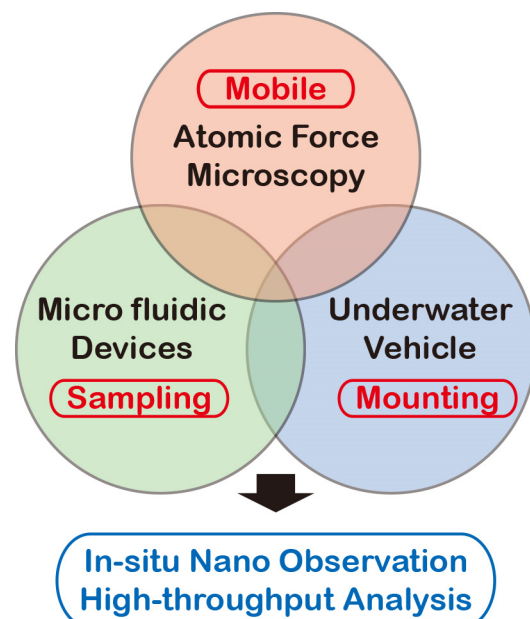 Mobile
Atomic Force
Microscopy
Micro fluidic
Devices
Sampling
Underwater
Vehicle
Mounting
In-situ Nano Observation
High-throughput Analysis